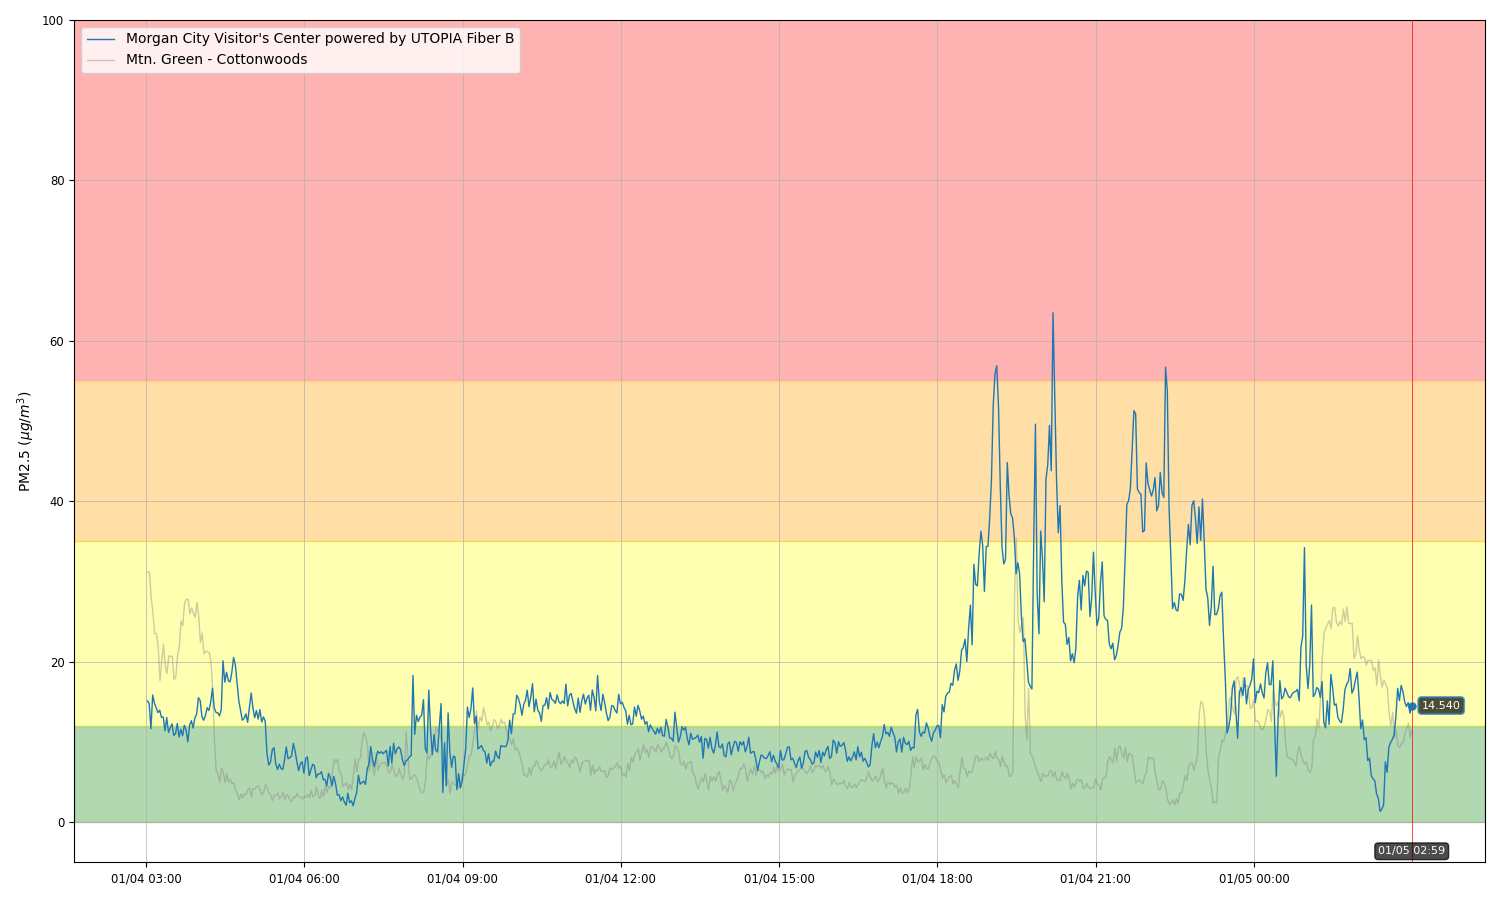 100
Morgan City Visitor's Center powered by UTOPIA Fiber B
Mtn. Green - Cottonwoods
80
60
PM2.5 (μg/m³)
40
20
14.540
0
01/05 02:59
01/04 03:00 01/04 06:00 01/04 09:00 01/04 12:00 01/04 15:00 01/04 18:00 01/04 21:00 01/05 00:00